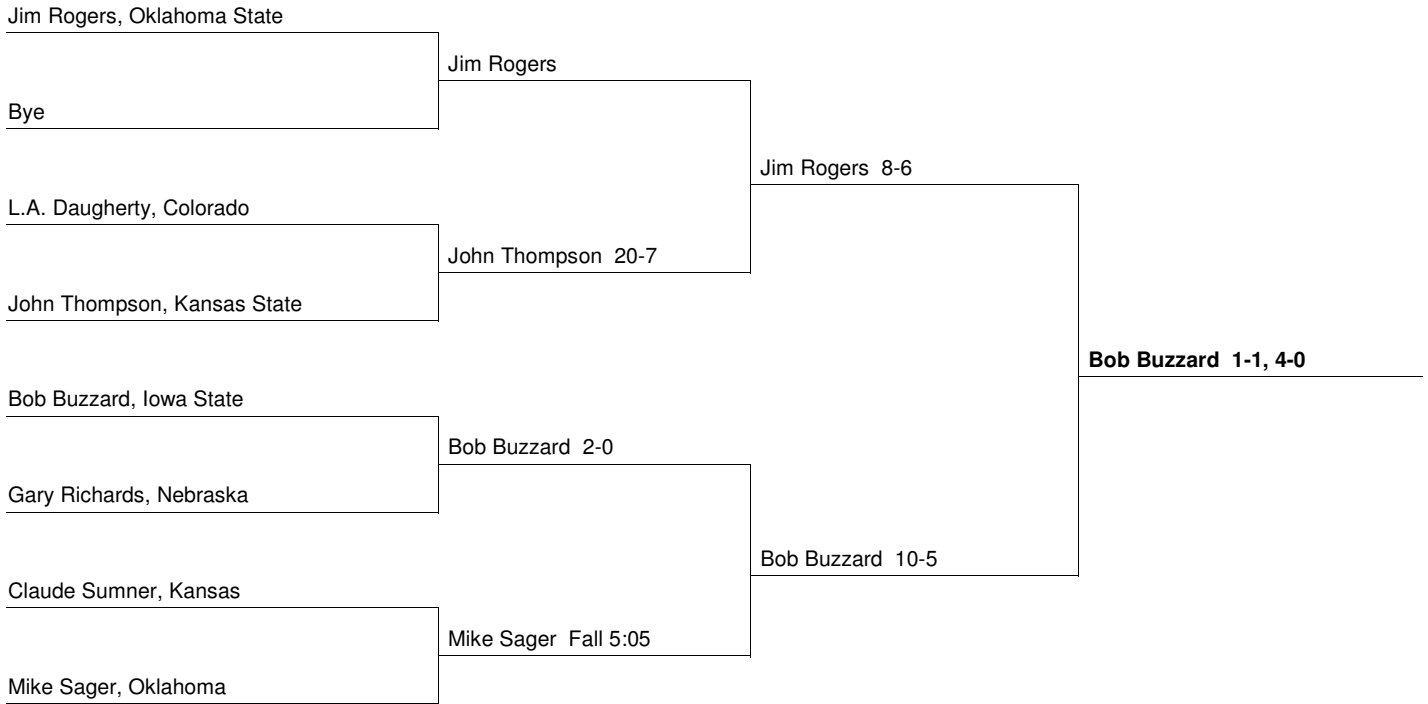 Jim Rogers, Oklahoma State
Jim Rogers
Bye
Jim Rogers 8-6
L.A. Daugherty, Colorado
John Thompson 20-7
John Thompson, Kansas State
Bob Buzzard 1-1, 4-0
Bob Buzzard, Iowa State
Bob Buzzard 2-0
Gary Richards, Nebraska
Bob Buzzard 10-5
Claude Sumner, Kansas
Mike Sager Fall 5:05
Mike Sager, Oklahoma